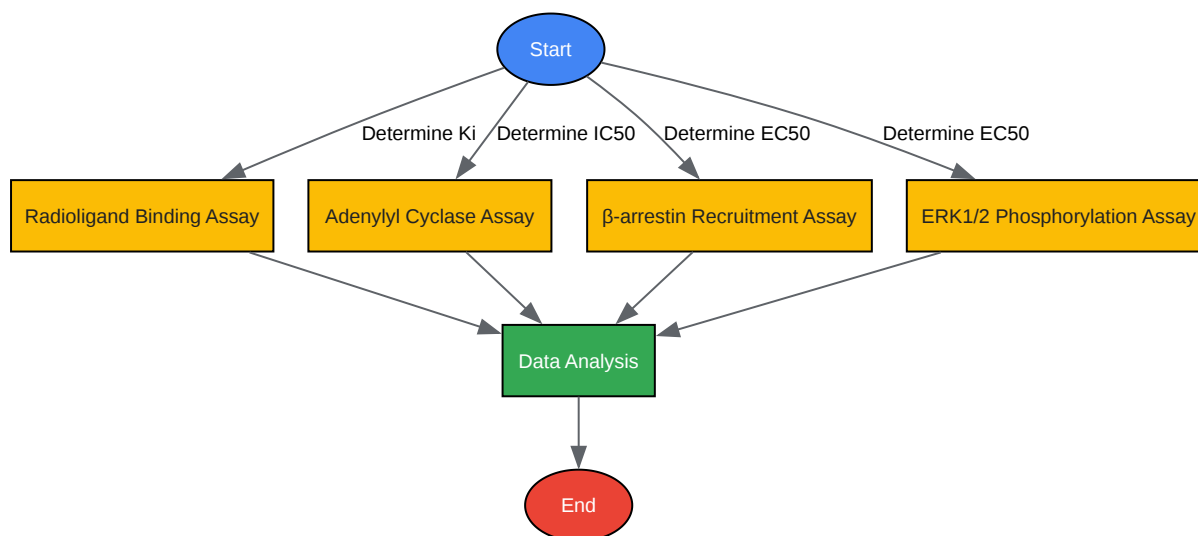 Start
Determine Ki
Determine IC50
Determine EC50
Determine EC50
Radioligand Binding Assay
Adenylyl Cyclase Assay
β-arrestin Recruitment Assay
ERK1/2 Phosphorylation Assay
Data Analysis
End